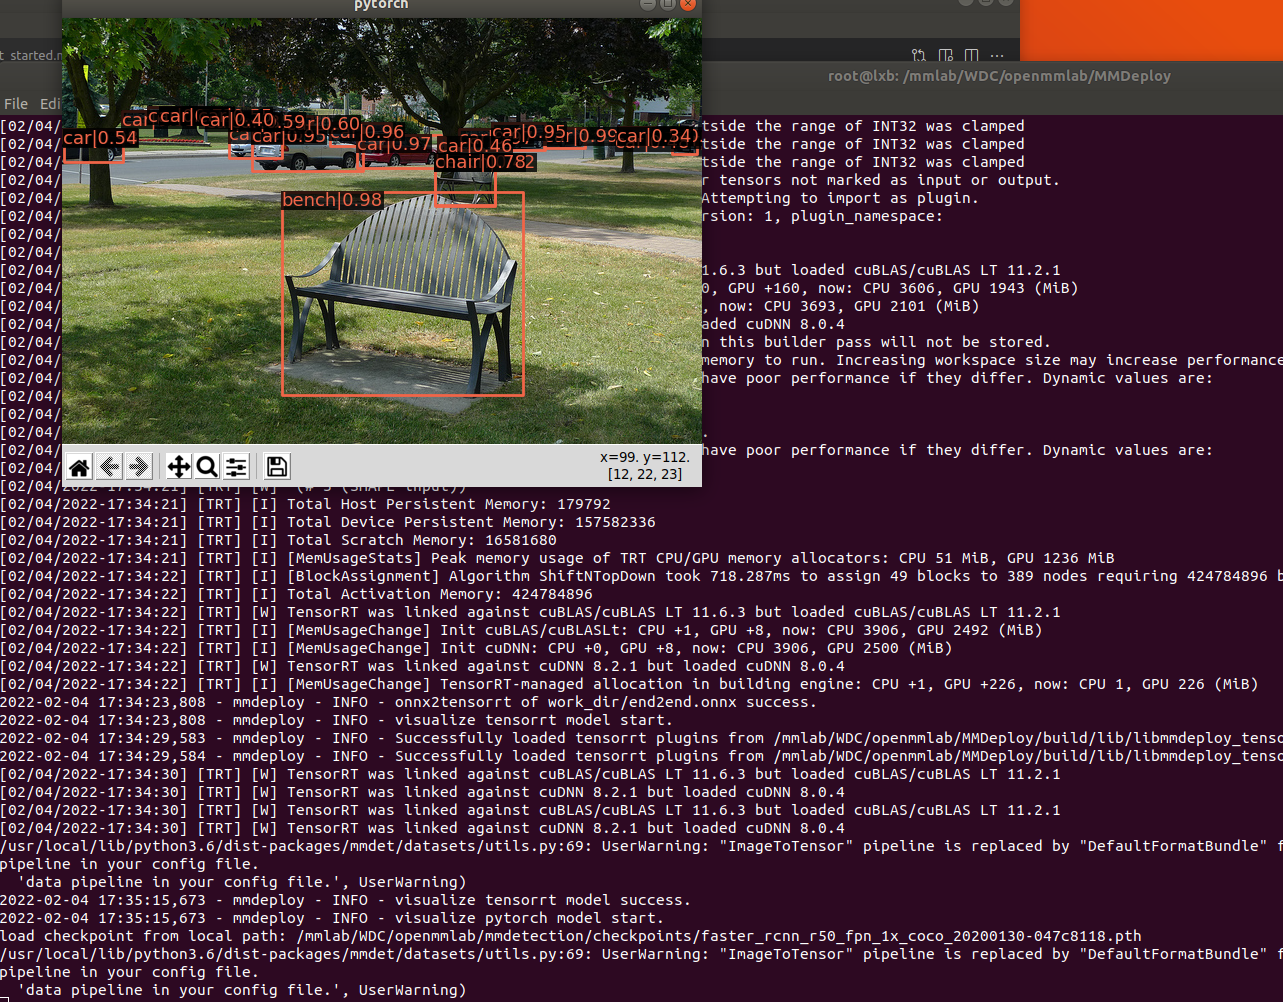 pytorch
t started.m
root@lxb: /mmlab/WDC/openmmlab/MMDeploy
File Edi
car|0.54
car|0.40
.59
|0.60
car|0.96
car|0.97
car|0.95
|0.99
car|0.34
car|0.46
chair|0.78
bench|0.98
x=99. y=112.
[12, 22, 23]
[02/04/ tside the range of INT32 was clamped
[02/04/ tside the range of INT32 was clamped
[02/04/ tside the range of INT32 was clamped
[02/04/ r tensors not marked as input or output.
[02/04/ Attempting to import as plugin.
[02/04/ rsion: 1, plugin_namespace:
[02/04/
[02/04/
[02/04/ 1.6.3 but loaded cuBLAS/cuBLAS LT 11.2.1
[02/04/ 0, GPU +160, now: CPU 3606, GPU 1943 (MiB)
[02/04/ , now: CPU 3693, GPU 2101 (MiB)
[02/04/ aded cuDNN 8.0.4
[02/04/ n this builder pass will not be stored.
[02/04/ memory to run. Increasing workspace size may increase performance
[02/04/ have poor performance if they differ. Dynamic values are:
[02/04/
[02/04/
[02/04/ .
[02/04/ have poor performance if they differ. Dynamic values are:
[02/04/
[02/04/2022-17:34:21] [TRT] [W] (# 3 (SHAPE input))
[02/04/2022-17:34:21] [TRT] [I] Total Host Persistent Memory: 179792
[02/04/2022-17:34:21] [TRT] [I] Total Device Persistent Memory: 157582336
[02/04/2022-17:34:21] [TRT] [I] Total Scratch Memory: 16581680
[02/04/2022-17:34:21] [TRT] [I] [MemUsageStats] Peak memory usage of TRT CPU/GPU memory allocators: CPU 51 MiB, GPU 1236 MiB
[02/04/2022-17:34:22] [TRT] [I] [BlockAssignment] Algorithm ShiftNTopDown took 718.287ms to assign 49 blocks to 389 nodes requiring 424784896 b
[02/04/2022-17:34:22] [TRT] [I] Total Activation Memory: 424784896
[02/04/2022-17:34:22] [TRT] [W] TensorRT was linked against cuBLAS/cuBLAS LT 11.6.3 but loaded cuBLAS/cuBLAS LT 11.2.1
[02/04/2022-17:34:22] [TRT] [I] [MemUsageChange] Init cuBLAS/cuBLASLt: CPU +1, GPU +8, now: CPU 3906, GPU 2492 (MiB)
[02/04/2022-17:34:22] [TRT] [I] [MemUsageChange] Init cuDNN: CPU +0, GPU +8, now: CPU 3906, GPU 2500 (MiB)
[02/04/2022-17:34:22] [TRT] [W] TensorRT was linked against cuDNN 8.2.1 but loaded cuDNN 8.0.4
[02/04/2022-17:34:22] [TRT] [I] [MemUsageChange] TensorRT-managed allocation in building engine: CPU +1, GPU +226, now: CPU 1, GPU 226 (MiB)
2022-02-04 17:34:23,808 - mmdeploy - INFO - onnx2tensorrt of work_dir/end2end.onnx success.
2022-02-04 17:34:23,808 - mmdeploy - INFO - visualize tensorrt model start.
2022-02-04 17:34:29,583 - mmdeploy - INFO - Successfully loaded tensorrt plugins from /mmlab/WDC/openmmlab/MMDeploy/build/lib/libmmdeploy_tenso
2022-02-04 17:34:29,584 - mmdeploy - INFO - Successfully loaded tensorrt plugins from /mmlab/WDC/openmmlab/MMDeploy/build/lib/libmmdeploy_tenso
[02/04/2022-17:34:30] [TRT] [W] TensorRT was linked against cuBLAS/cuBLAS LT 11.6.3 but loaded cuBLAS/cuBLAS LT 11.2.1
[02/04/2022-17:34:30] [TRT] [W] TensorRT was linked against cuDNN 8.2.1 but loaded cuDNN 8.0.4
[02/04/2022-17:34:30] [TRT] [W] TensorRT was linked against cuBLAS/cuBLAS LT 11.6.3 but loaded cuBLAS/cuBLAS LT 11.2.1
[02/04/2022-17:34:30] [TRT] [W] TensorRT was linked against cuDNN 8.2.1 but loaded cuDNN 8.0.4
/usr/local/lib/python3.6/dist-packages/mmdet/datasets/utils.py:69: UserWarning: "ImageToTensor" pipeline is replaced by "DefaultFormatBundle" f
pipeline in your config file.
'data pipeline in your config file.', UserWarning)
2022-02-04 17:35:15,673 - mmdeploy - INFO - visualize tensorrt model success.
2022-02-04 17:35:15,673 - mmdeploy - INFO - visualize pytorch model start.
load checkpoint from local path: /mmlab/WDC/openmmlab/mmdetection/checkpoints/faster_rcnn_r50_fpn_1x_coco_20200130-047c8118.pth
/usr/local/lib/python3.6/dist-packages/mmdet/datasets/utils.py:69: UserWarning: "ImageToTensor" pipeline is replaced by "DefaultFormatBundle" f
pipeline in your config file.
'data pipeline in your config file.', UserWarning)